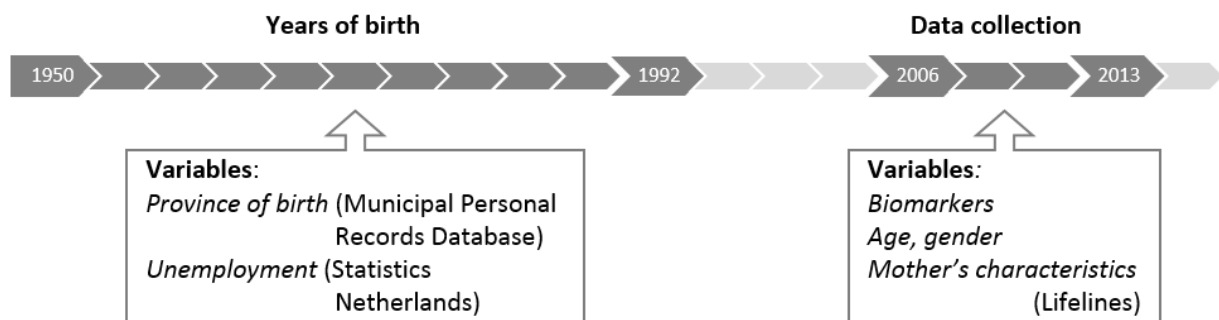 Years of birth
Data collection
1950
1992
2006
2013
Variables:
Province of birth (Municipal Personal
Records Database)
Unemployment (Statistics
Netherlands)
Variables:
Biomarkers
Age, gender
Mother's characteristics
(Lifelines)